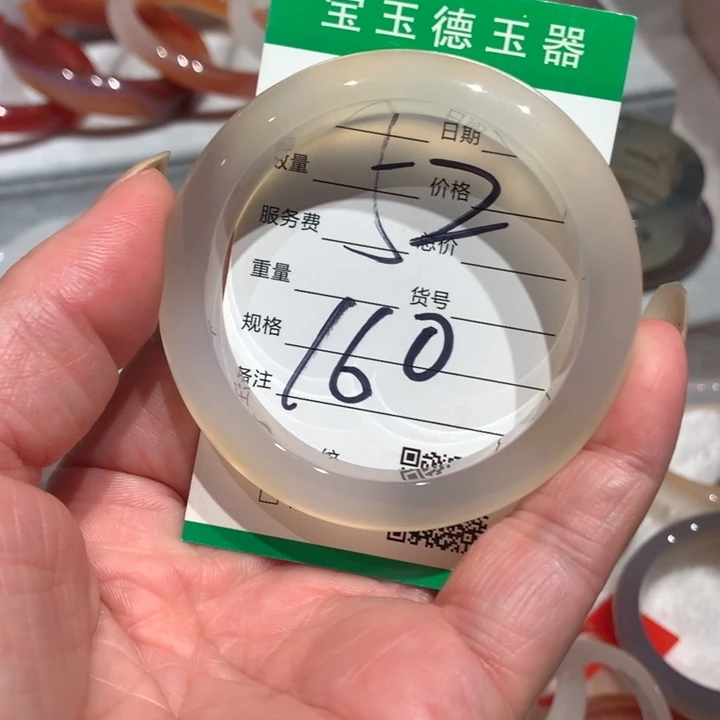 宝玉德玉器
日期
数量 价格
52
服务费 总价
重量 货号
规格
160
备注